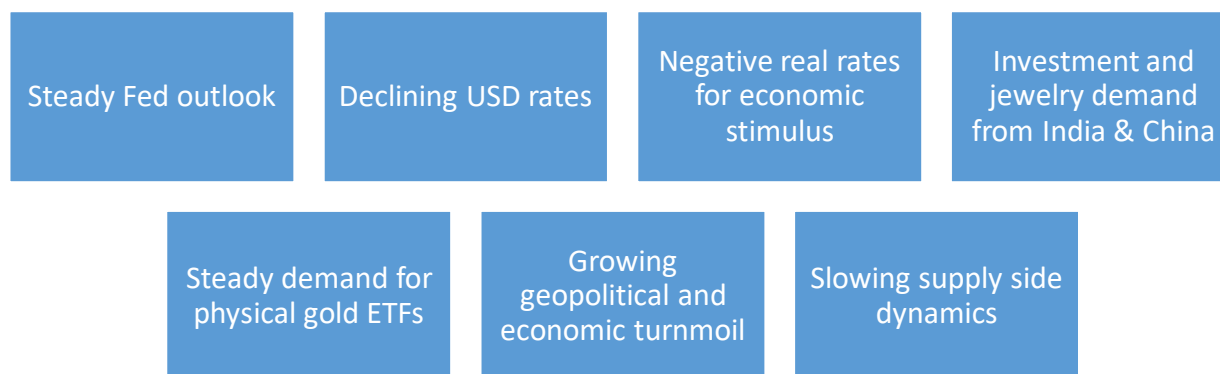 Steady Fed outlook
Declining USD rates
Negative real rates
for economic
stimulus
Investment and
jewelry demand
from India & China
Steady demand for
physical gold ETFs
Growing
geopolitical and
economic turnmoil
Slowing supply side
dynamics